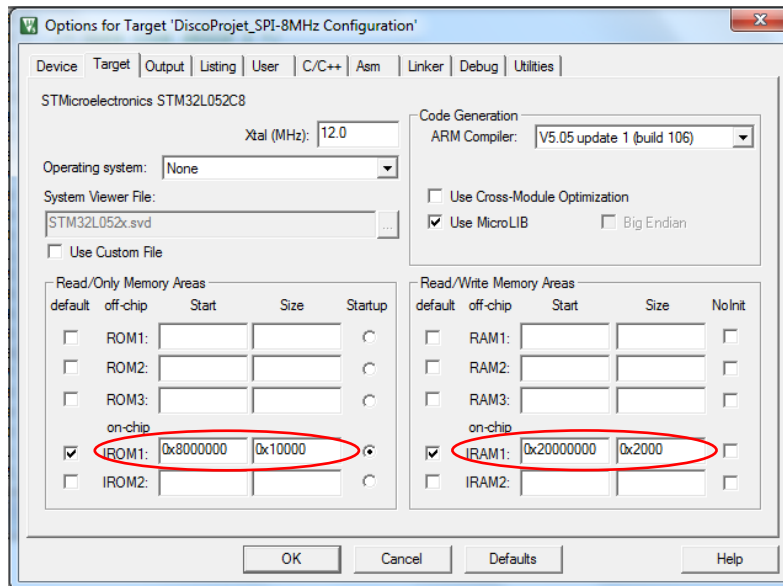 Options for Target 'DiscoProjet_SPI-8MHz Configuration'
Device Target Output Listing User C/C++ Asm Linker Debug Utilities
STMicroelectronics STM32L052C8
Xtal (MHz): 12.0
Operating system: None
System Viewer File:
STM32L052x.svd ...
Use Custom File
Code Generation
ARM Compiler: V5.05 update 1 (build 106)
Use Cross-Module Optimization
Use MicroLIB Big Endian
Read/Only Memory Areas
default off-chip Start Size Startup
ROM1:
ROM2:
ROM3:
on-chip
IROM1: 0x8000000 0x10000
IROM2:
Read/Write Memory Areas
default off-chip Start Size NoInit
RAM1:
RAM2:
RAM3:
on-chip
IRAM1: 0x20000000 0x2000
IRAM2:
OK Cancel Defaults Help